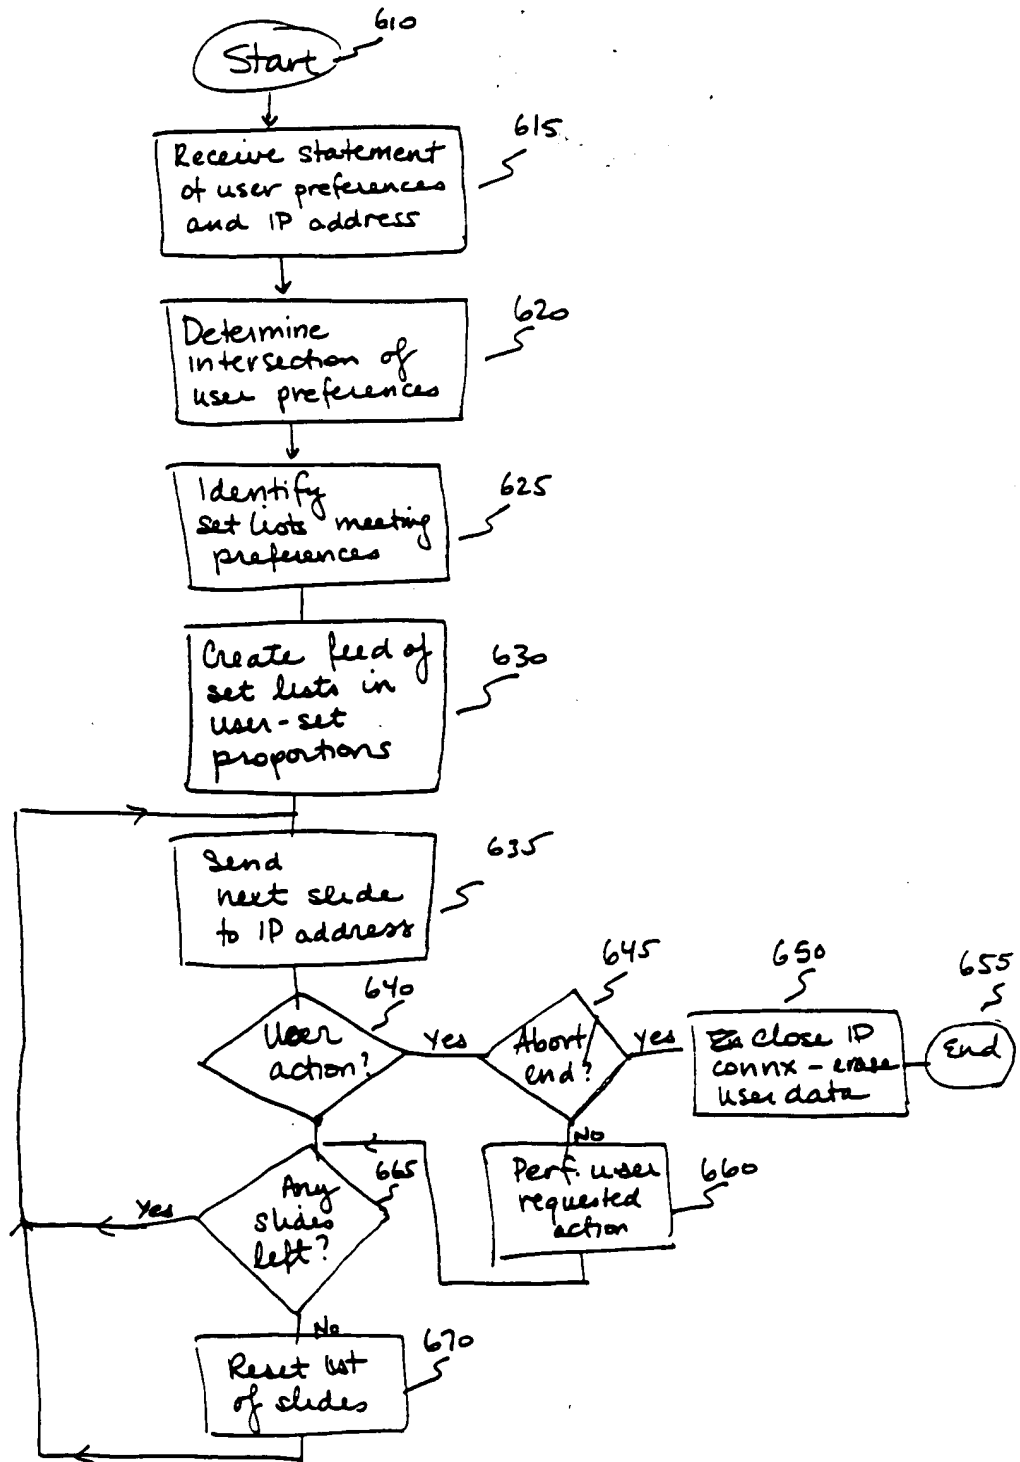 610
Start
615
Receive statement
of user preferences
and IP address
620
Determine
intersection of
user preferences
625
Identify
set lists meeting
preferences
630
Create feed of
set lists in
user-set
proportions
635
Send
next slide
to IP address
640
User
action?
Yes
645
Abort/
end?
Yes
650
close IP
connx - erase
user data
655
End
No
660
Perf. user
requested
action
665
Any
slides
left?
Yes
No
670
Reset list
of slides